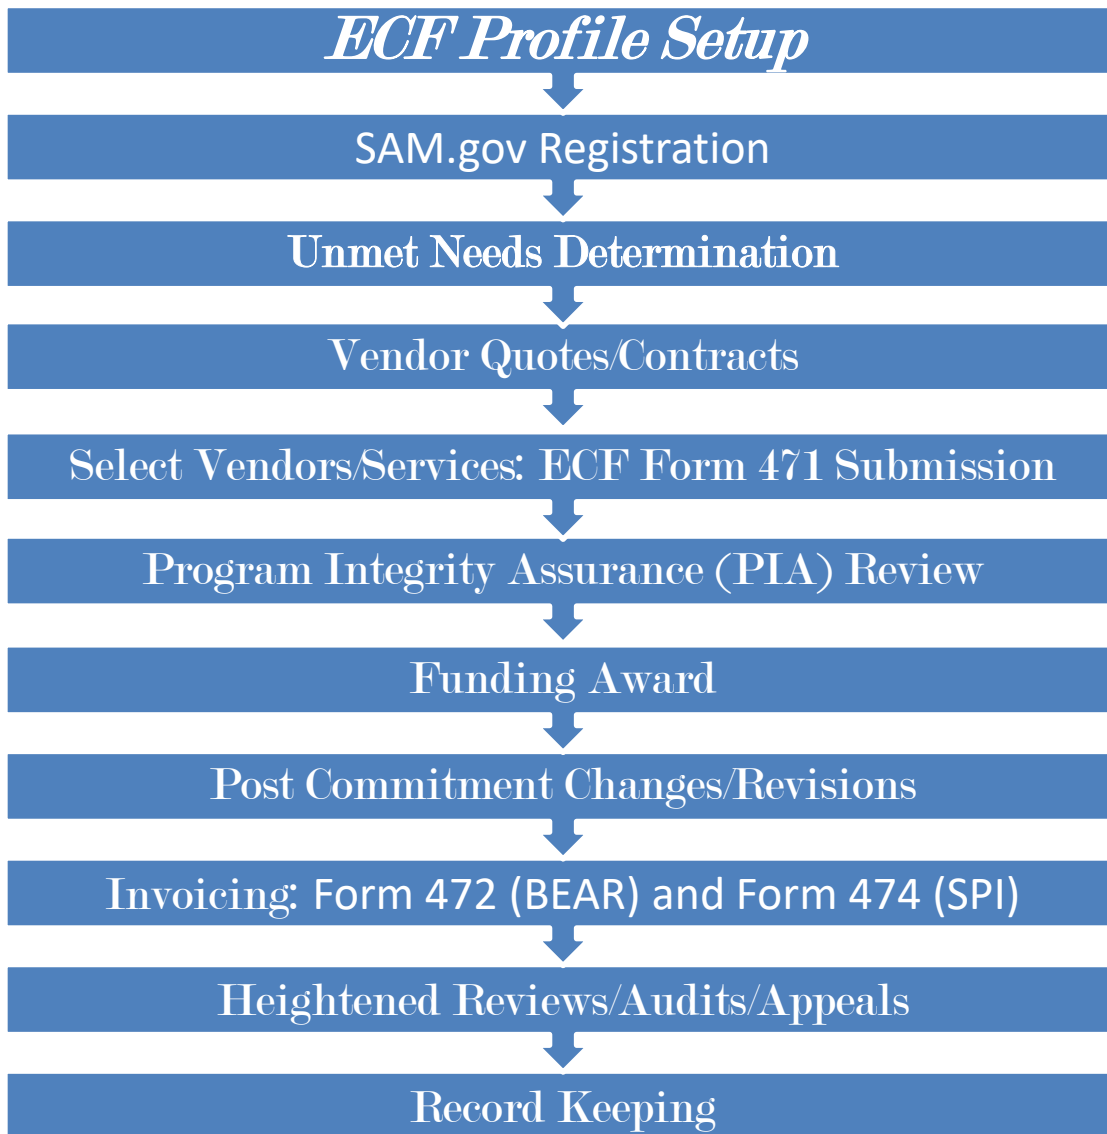 ECF Profile Setup
SAM.gov Registration
Unmet Needs Determination
Vendor Quotes/Contracts
Select Vendors/Services: ECF Form 471 Submission
Program Integrity Assurance (PIA) Review
Funding Award
Post Commitment Changes/Revisions
Invoicing: Form 472 (BEAR) and Form 474 (SPI)
Heightened Reviews/Audits/Appeals
Record Keeping